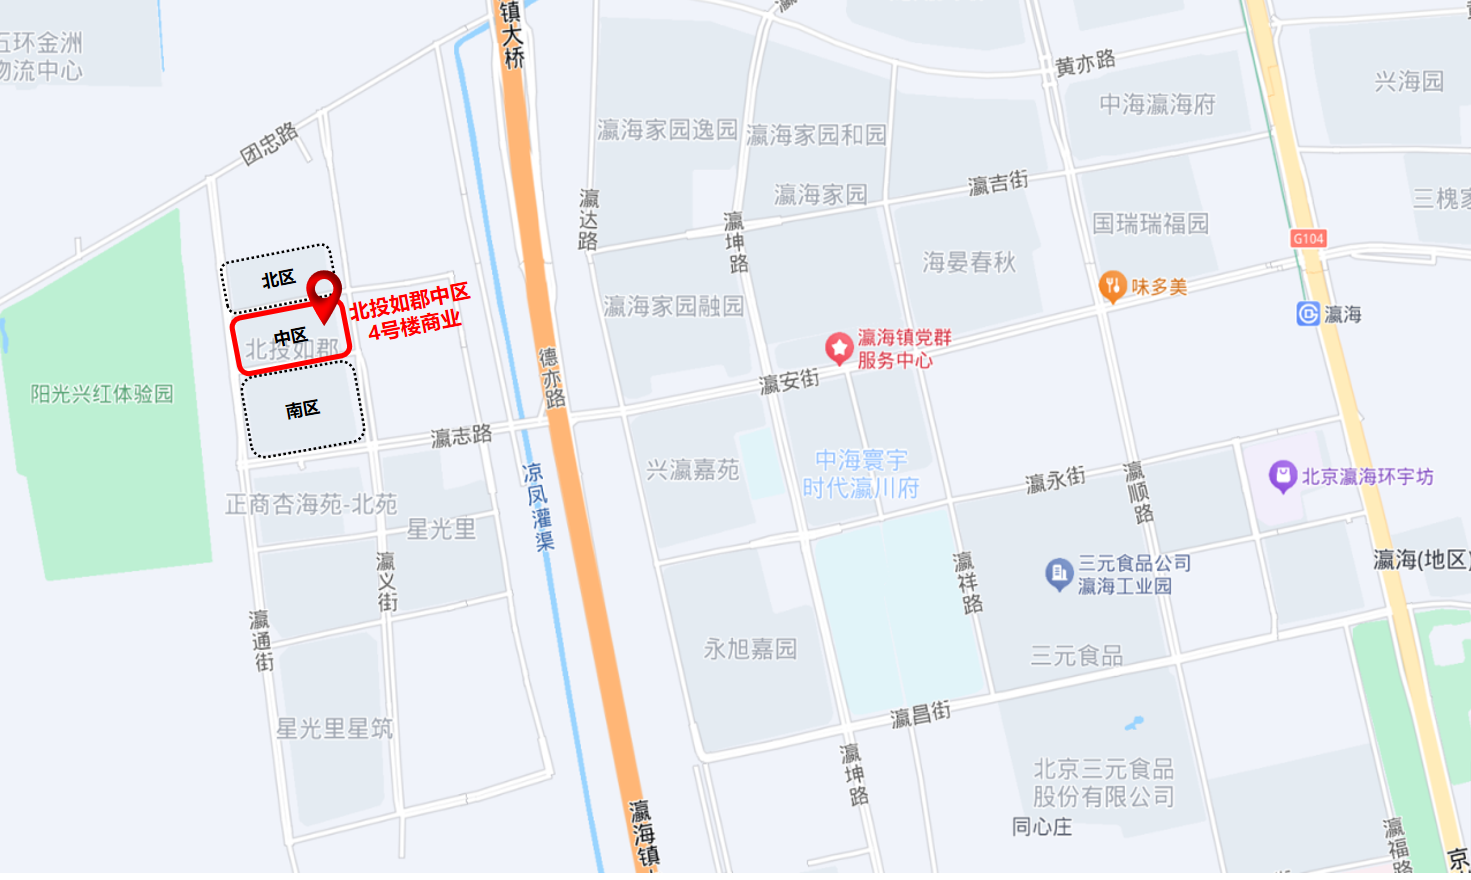 镇大桥
五环金洲
物流中心
黄亦路
兴海园
中海瀛海府
团忠路
瀛海家园逸园
瀛海家园和园
瀛吉街
瀛海家园
瀛达路
瀛坤路
三槐家
国瑞瑞福园
G104
海晏春秋
北区
味多美
瀛海
北投如郡中区
4号楼商业
瀛海家园融园
中区
北投如郡
瀛海镇党群
服务中心
德亦路
瀛安街
阳光兴红体验园
南区
瀛志路
兴瀛嘉苑
中海寰宇
时代瀛川府
凉凤灌渠
瀛永街
瀛顺路
北京瀛海环宇坊
正商杏海苑-北苑
星光里
瀛义街
瀛祥路
三元食品公司
瀛海工业园
瀛海(地区)
瀛通街
永旭嘉园
三元食品
瀛昌街
星光里星筑
瀛坤路
北京三元食品
股份有限公司
同心庄
瀛海镇
瀛福路
京